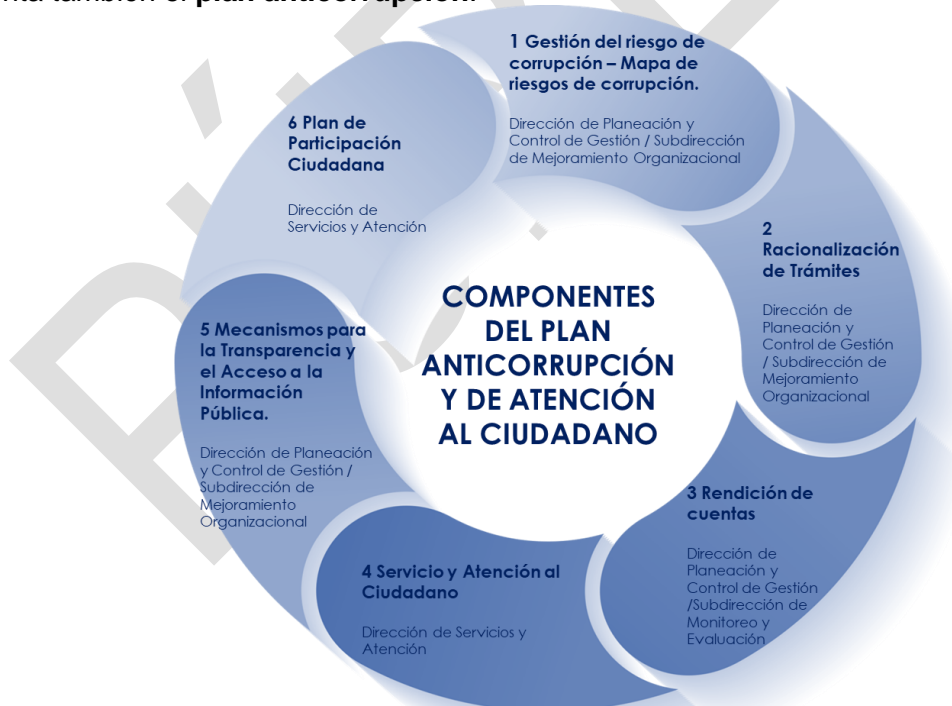 también el plan anticorrupción.
1 Gestión del riesgo de
corrupción – Mapa de
riesgos de corrupción.
Dirección de Planeación y
Control de Gestión / Subdirección
de Mejoramiento Organizacional
2
Racionalización
de Trámites
Dirección de
Planeación y
Control de Gestión
/ Subdirección de
Mejoramiento
Organizacional
3 Rendición de
cuentas
Dirección de
Planeación y
Control de Gestión
/Subdirección de
Monitoreo y
Evaluación
4 Servicio y Atención al
Ciudadano
Dirección de Servicios y
Atención
5 Mecanismos para
la Transparencia y
el Acceso a la
Información
Pública.
Dirección de Planeación
y Control de Gestión /
Subdirección de
Mejoramiento
Organizacional
6 Plan de
Participación
Ciudadana
Dirección de
Servicios y Atención
COMPONENTES
DEL PLAN
ANTICORRUPCIÓN
Y DE ATENCIÓN
AL CIUDADANO